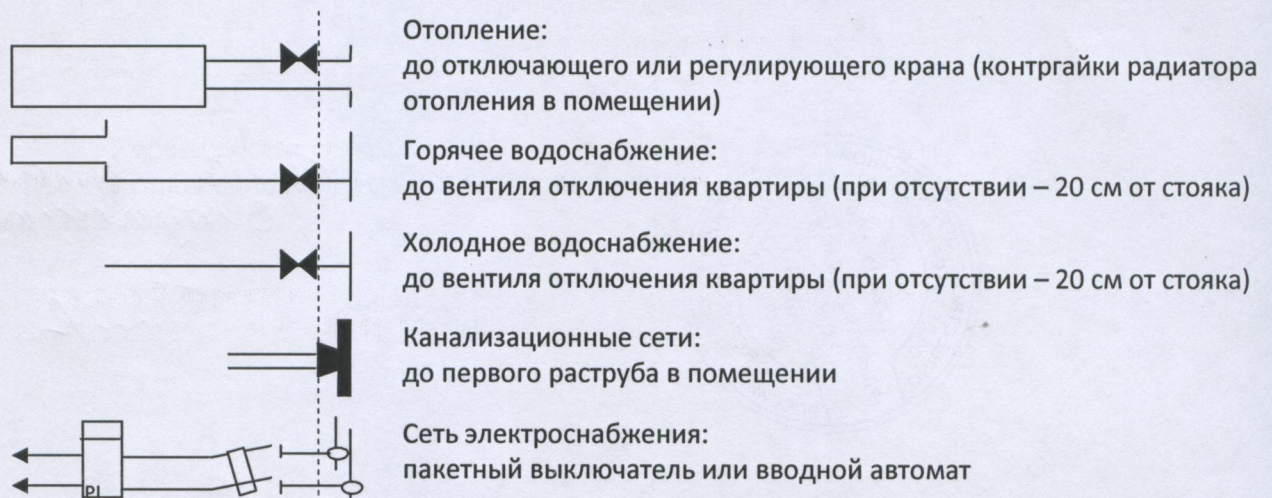 Отопление:
до отключающего или регулирующего крана (контргайки радиатора
отопления в помещении)
Горячее водоснабжение:
до вентиля отключения квартиры (при отсутствии – 20 см от стояка)
Холодное водоснабжение:
до вентиля отключения квартиры (при отсутствии – 20 см от стояка)
Канализационные сети:
до первого раструба в помещении
Сеть электроснабжения:
пакетный выключатель или вводной автомат
PI